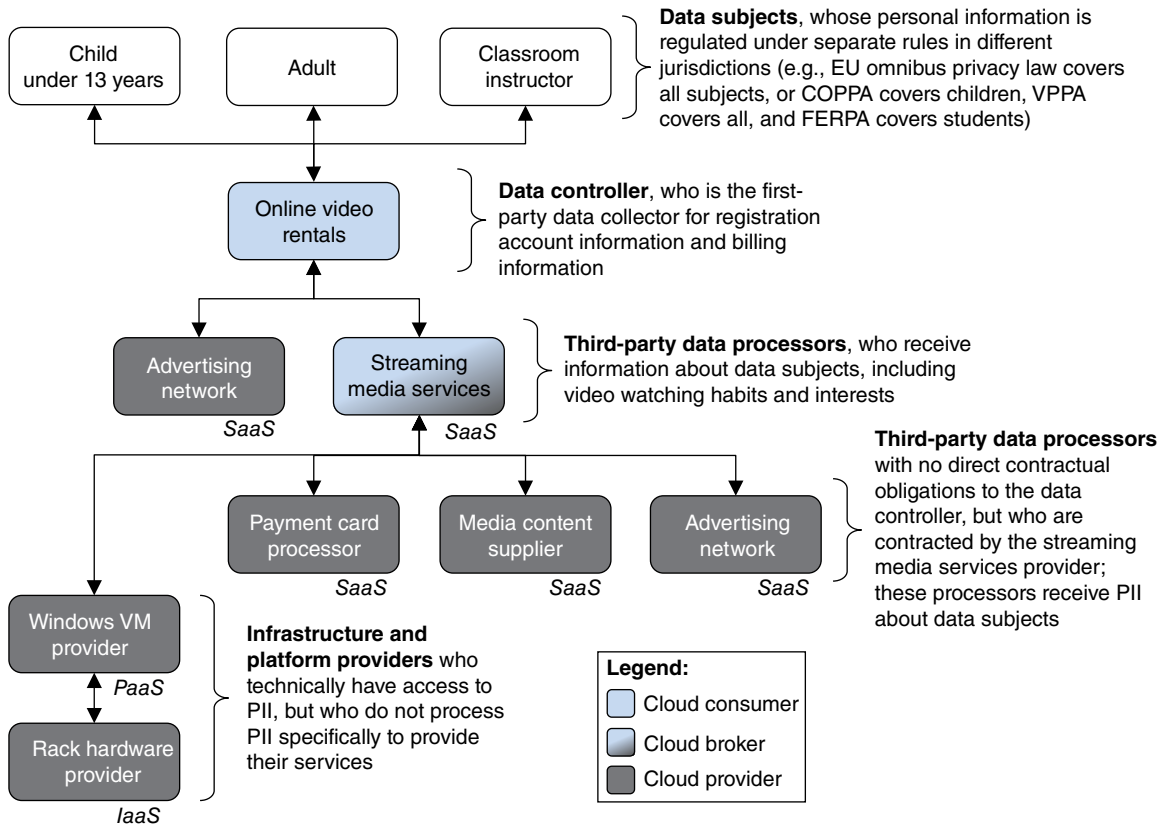 Child
under 13 years
Adult
Classroom
instructor
Data subjects, whose personal information is
regulated under separate rules in different
jurisdictions (e.g., EU omnibus privacy law covers
all subjects, or COPPA covers children, VPPA
covers all, and FERPA covers students)
Online video
rentals
Data controller, who is the first-
party data collector for registration
account information and billing
information
Advertising
network
SaaS
Streaming
media services
SaaS
Third-party data processors, who receive
information about data subjects, including
video watching habits and interests
Payment card
processor
SaaS
Media content
supplier
SaaS
Advertising
network
SaaS
Third-party data processors
with no direct contractual
obligations to the data
controller, but who are
contracted by the streaming
media services provider;
these processors receive PII
about data subjects
Windows VM
provider
PaaS
Rack hardware
provider
IaaS
Infrastructure and
platform providers who
technically have access to
PII, but who do not process
PII specifically to provide
their services
Legend:
Cloud consumer
Cloud broker
Cloud provider